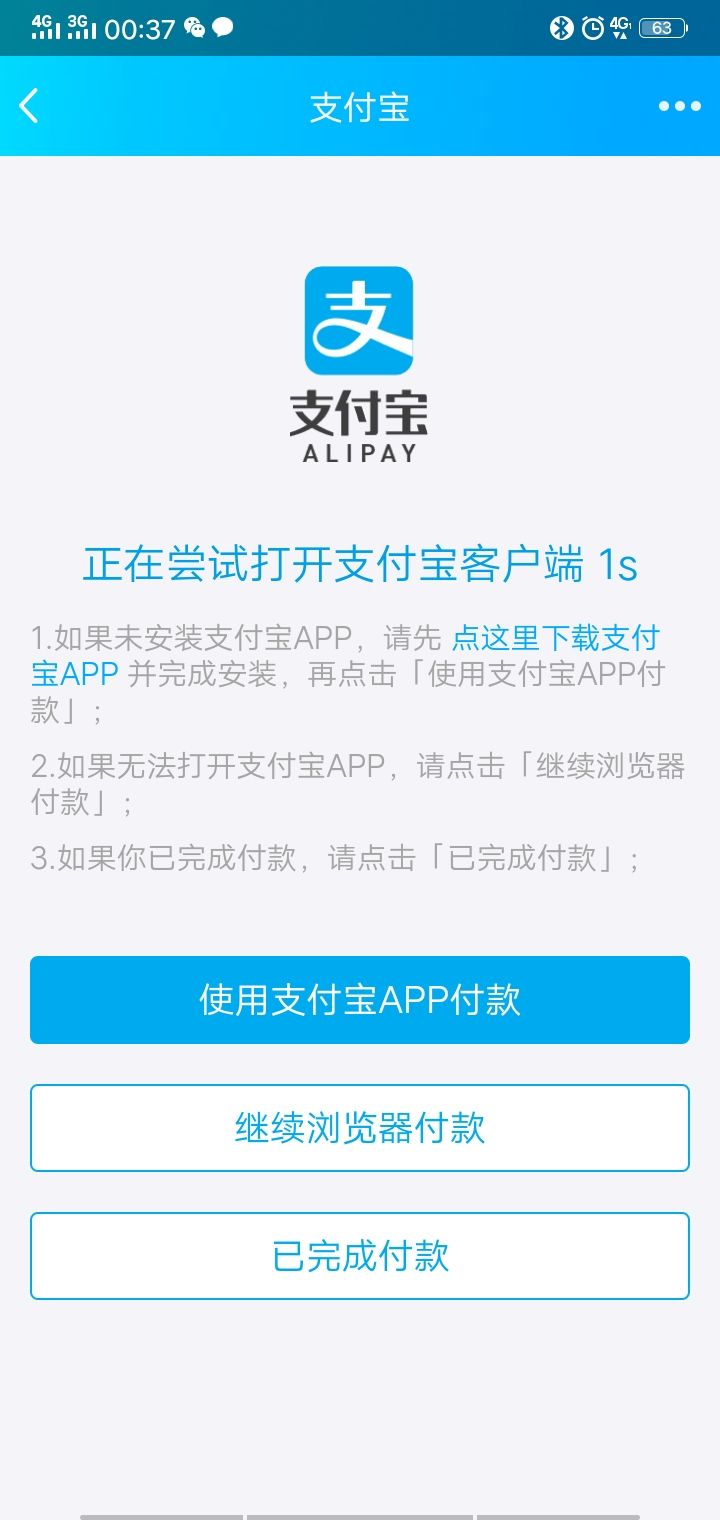 4G 3G 00:37 4G 63
支付宝
支
支付宝
ALIPAY
正在尝试打开支付宝客户端 1s
1.如果未安装支付宝APP，请先 点这里下载支付
宝APP 并完成安装，再点击「使用支付宝APP付
款」；
2.如果无法打开支付宝APP，请点击「继续浏览器
付款」；
3.如果你已完成付款，请点击「已完成付款」；
使用支付宝APP付款
继续浏览器付款
已完成付款